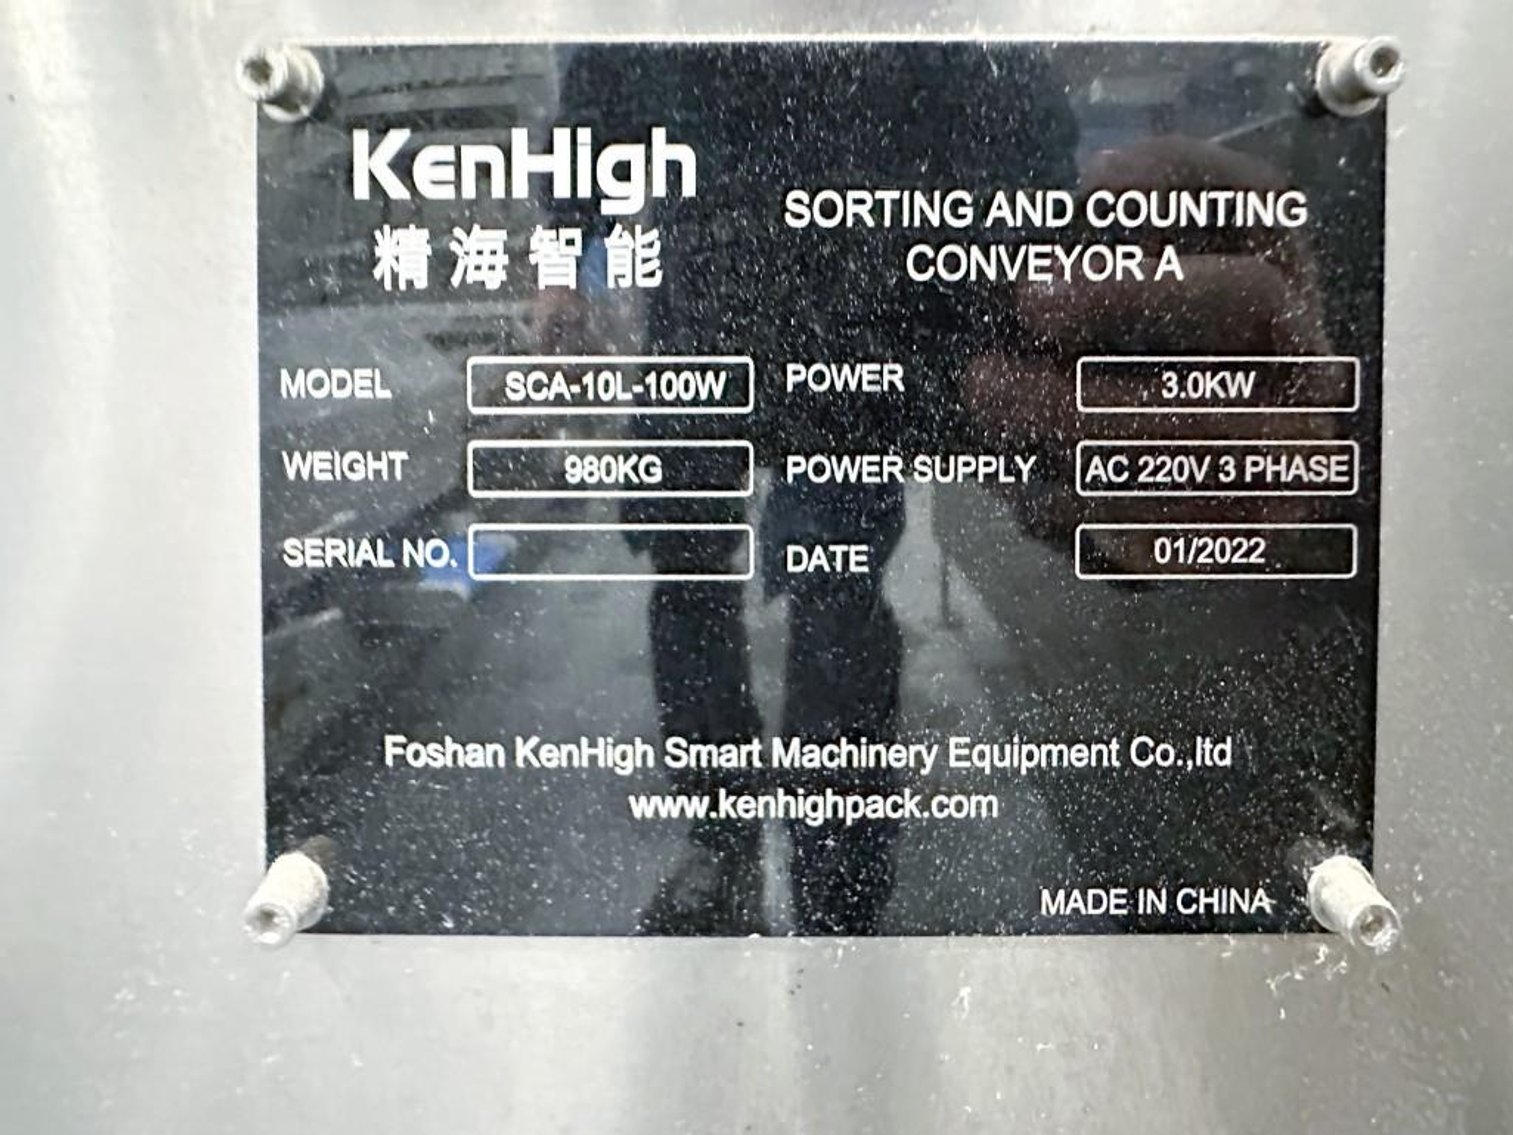 KenHigh
精海智能
SORTING AND COUNTING
CONVEYOR A
MODEL SCA-10L-100W POWER 3.0KW
WEIGHT 980KG POWER SUPPLY AC 220V 3 PHASE
SERIAL NO. DATE 01/2022
Foshan KenHigh Smart Machinery Equipment Co.,ltd
www.kenhighpack.com
MADE IN CHINA